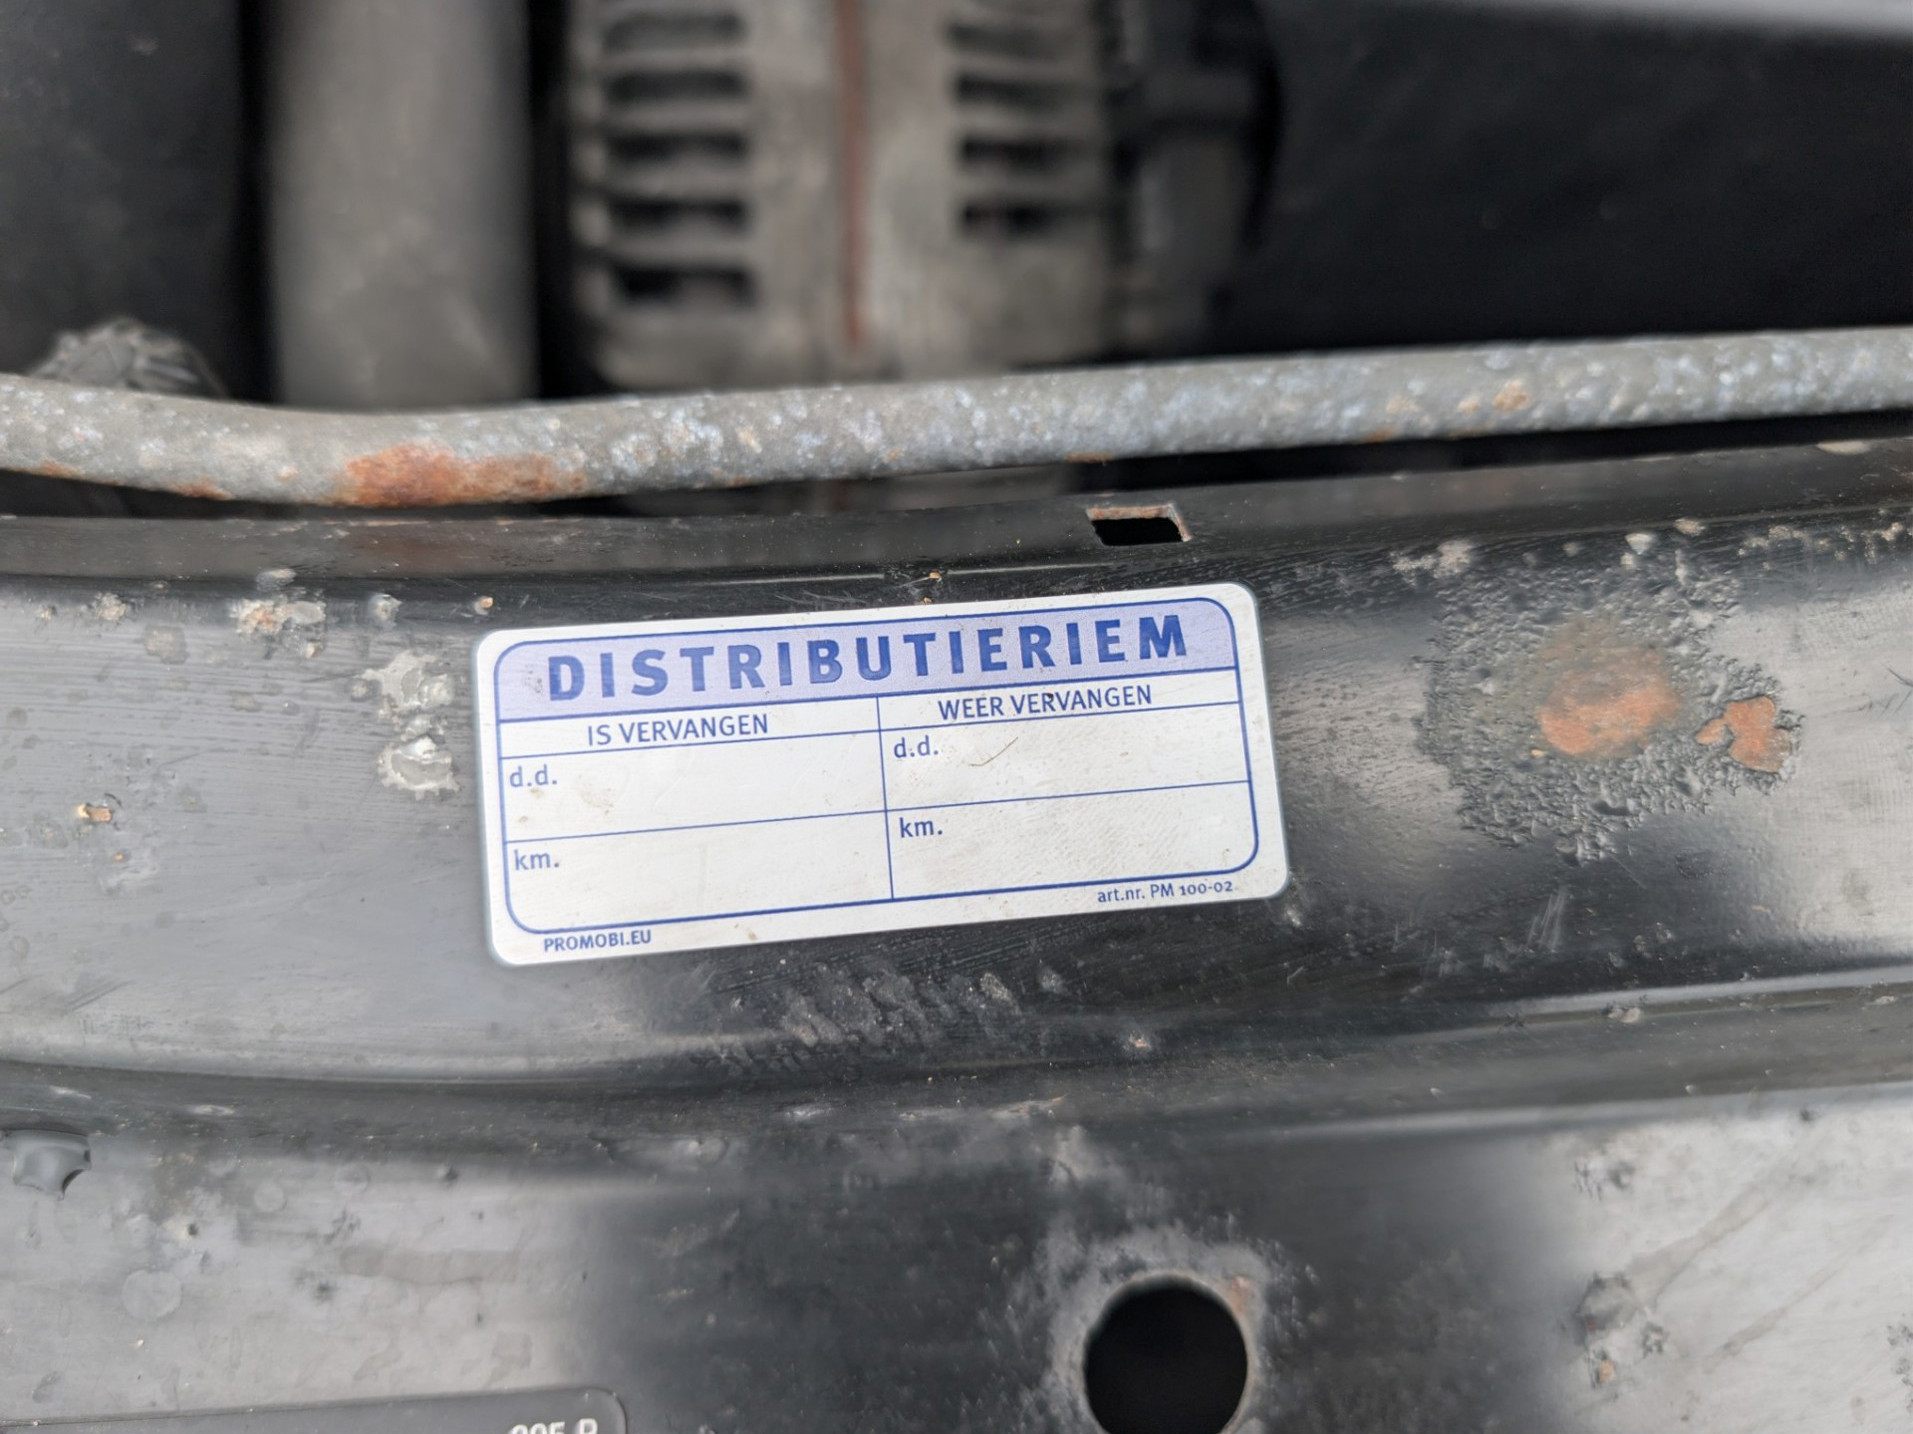 DISTRIBUTIERIEM
IS VERVANGEN
WEER VERVANGEN
d.d.
d.d.
km.
km.
PROMOBI.EU
art.nr. PM 100-02